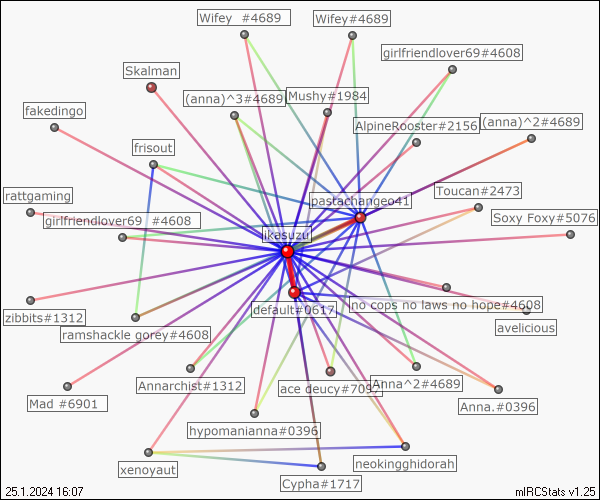 Wifey  #4689
Wifey#4689
girlfriendlover69#4608
Skalman
(anna)^3#4689
Mushy#1984
fakedingo
AlpineRooster#2156
(anna)^2#4689
frisout
rattgaming
pastachangeo41
Toucan#2473
girlfriendlover69  #4608
Soxy Foxy#5076
ikasuzu
zibbits#1312
default#0617
no cops no laws no hope#4608
ramshackle gorey#4608
avelicious
Annarchist#1312
ace deucy#7097
Anna^2#4689
Mad #6901
Anna.#0396
hypomanianna#0396
xenoyaut
neokingghidorah
Cypha#1717
25.1.2024 16:07
mIRCStats v1.25